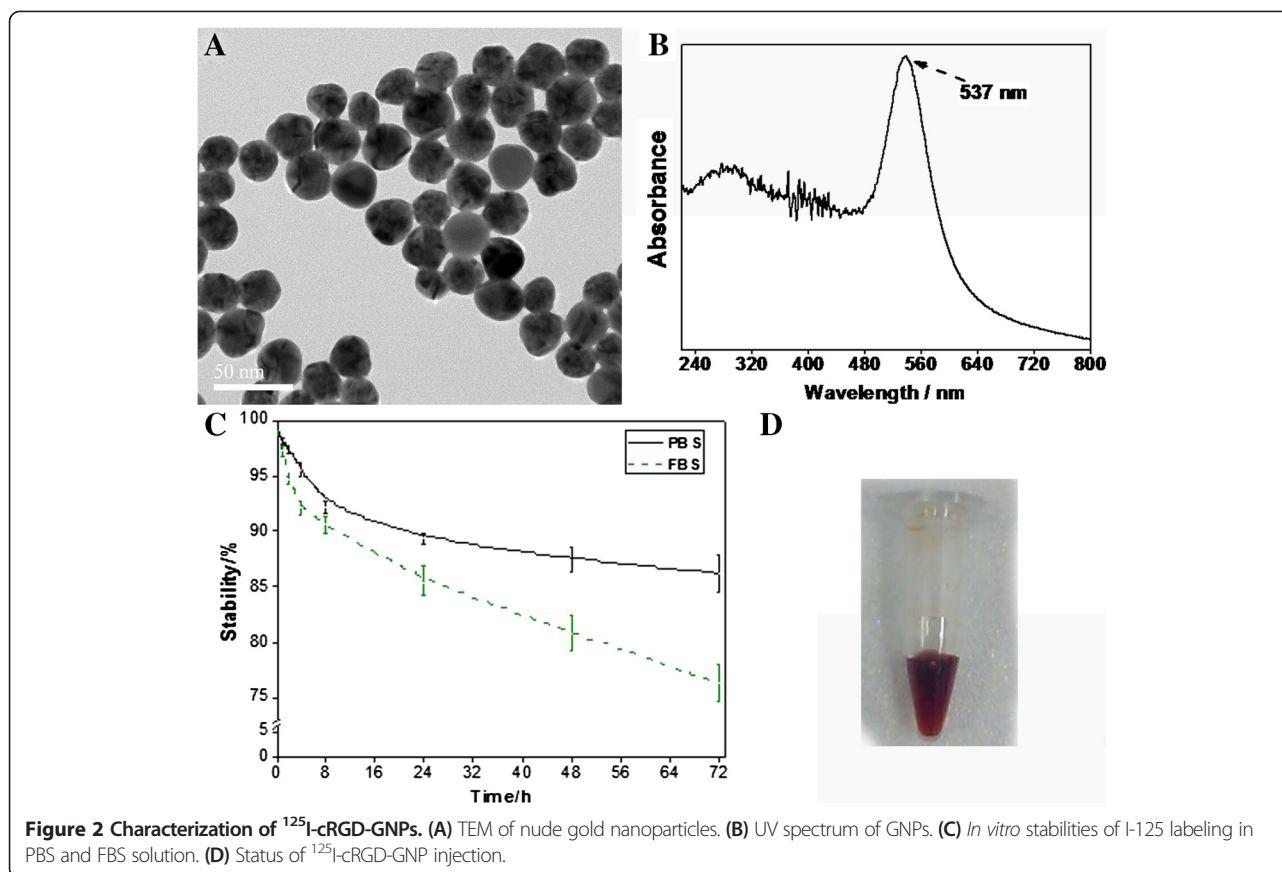 A
50 nm
B
537 nm
Absorbance
240 320 400 480 560 640 720 800
Wavelength / nm
C
PBS
FBS
100
95
90
85
80
75
5
0
Stability/%
0 8 16 24 32 40 48 56 64 72
Time/h
D
Figure 2 Characterization of ¹²⁵I-cRGD-GNPs. (A) TEM of nude gold nanoparticles. (B) UV spectrum of GNPs. (C) In vitro stabilities of I-125 labeling in
PBS and FBS solution. (D) Status of ¹²⁵I-cRGD-GNP injection.